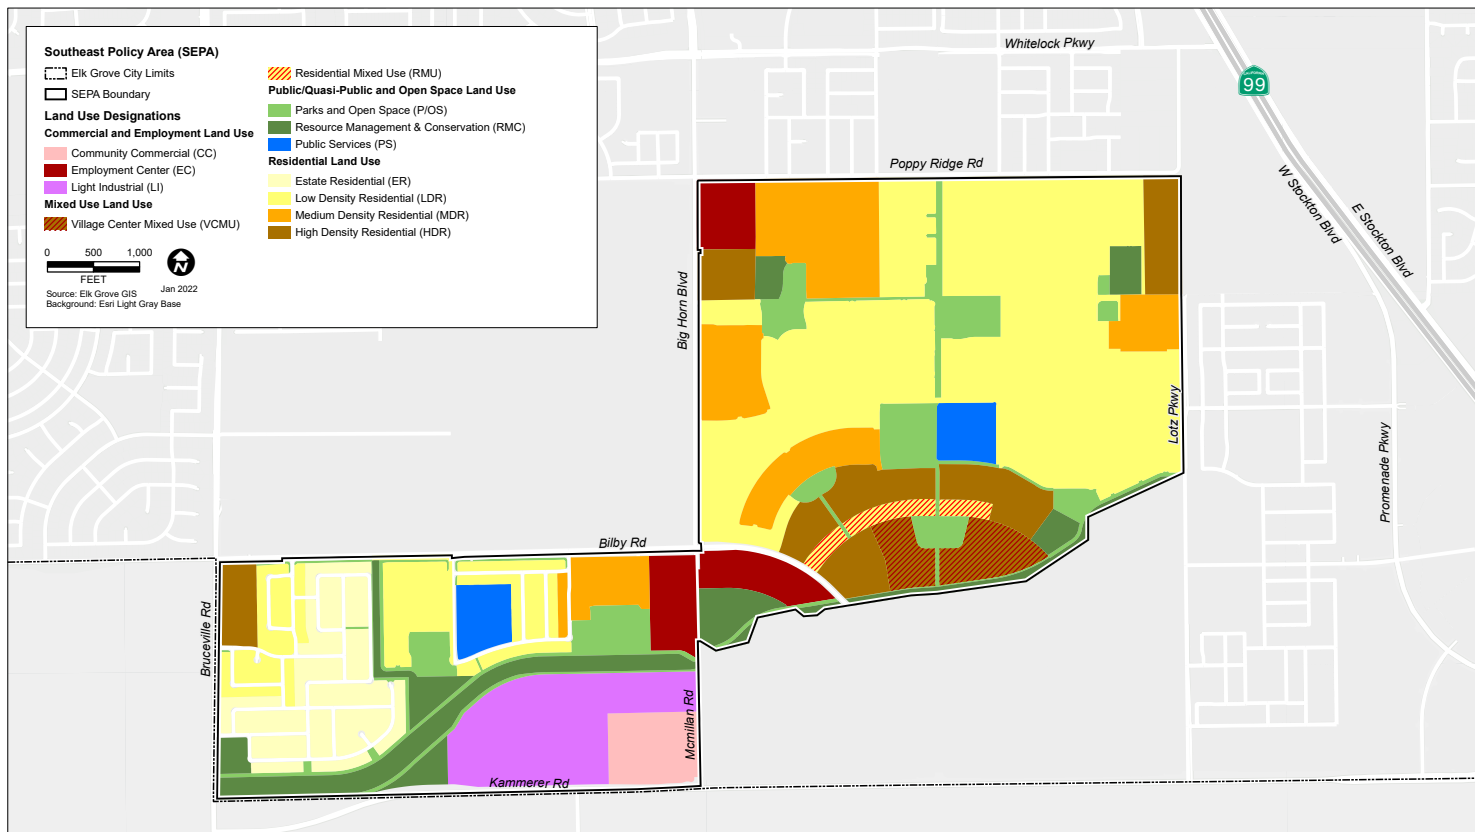 Southeast Policy Area (SEPA)
Elk Grove City Limits
SEPA Boundary
Land Use Designations
Commercial and Employment Land Use
Community Commercial (CC)
Employment Center (EC)
Light Industrial (LI)
Mixed Use Land Use
Village Center Mixed Use (VCMU)
Residential Mixed Use (RMU)
Public/Quasi-Public and Open Space Land Use
Parks and Open Space (P/OS)
Resource Management & Conservation (RMC)
Public Services (PS)
Residential Land Use
Estate Residential (ER)
Low Density Residential (LDR)
Medium Density Residential (MDR)
High Density Residential (HDR)
0 500 1,000
FEET
N
Jan 2022
Source: Elk Grove GIS
Background: Esri Light Gray Base
Whitelock Pkwy
CALIFORNIA
99
Poppy Ridge Rd
W Stockton Blvd
E Stockton Blvd
Big Horn Blvd
Lotz Pkwy
Promenade Pkwy
Bilby Rd
Bruceville Rd
Mcmillan Rd
Kammerer Rd